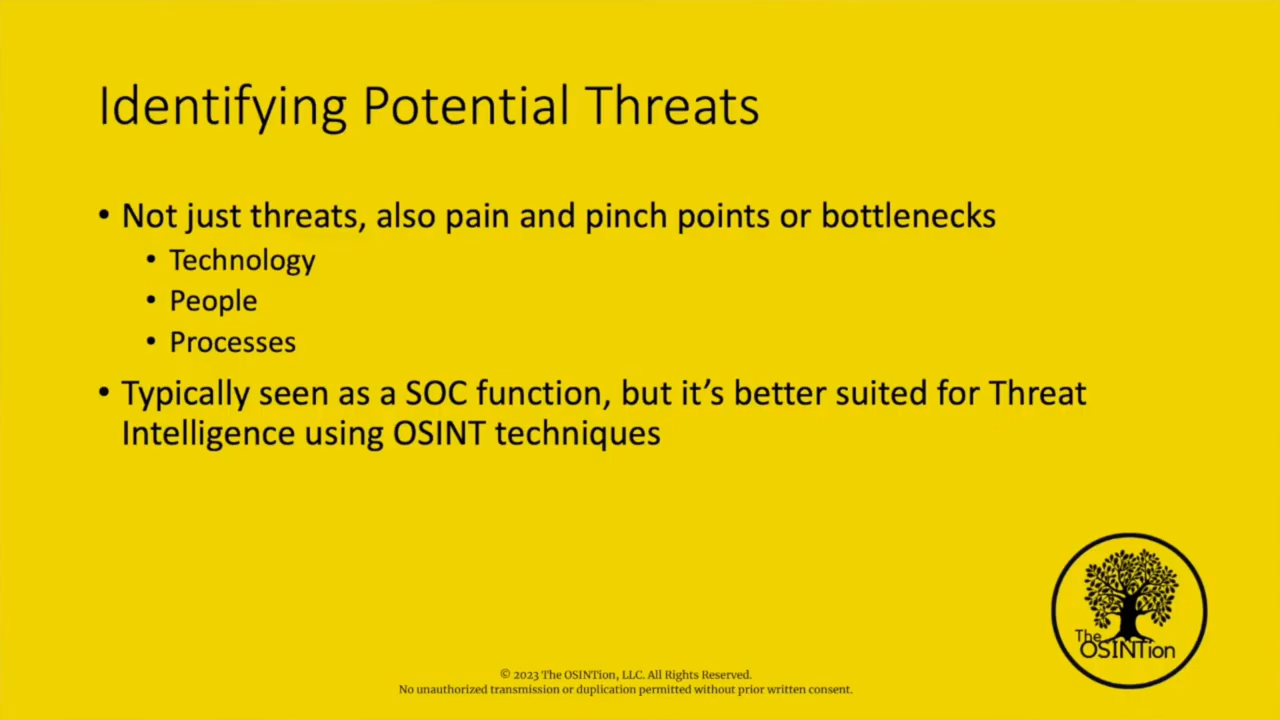 Identifying Potential Threats
• Not just threats, also pain and pinch points or bottlenecks
• Technology
• People
• Processes
• Typically seen as a SOC function, but it’s better suited for Threat
Intelligence using OSINT techniques
The
OSINTion
© 2023 The OSINTion, LLC. All Rights Reserved.
No unauthorized transmission or duplication permitted without prior written consent.